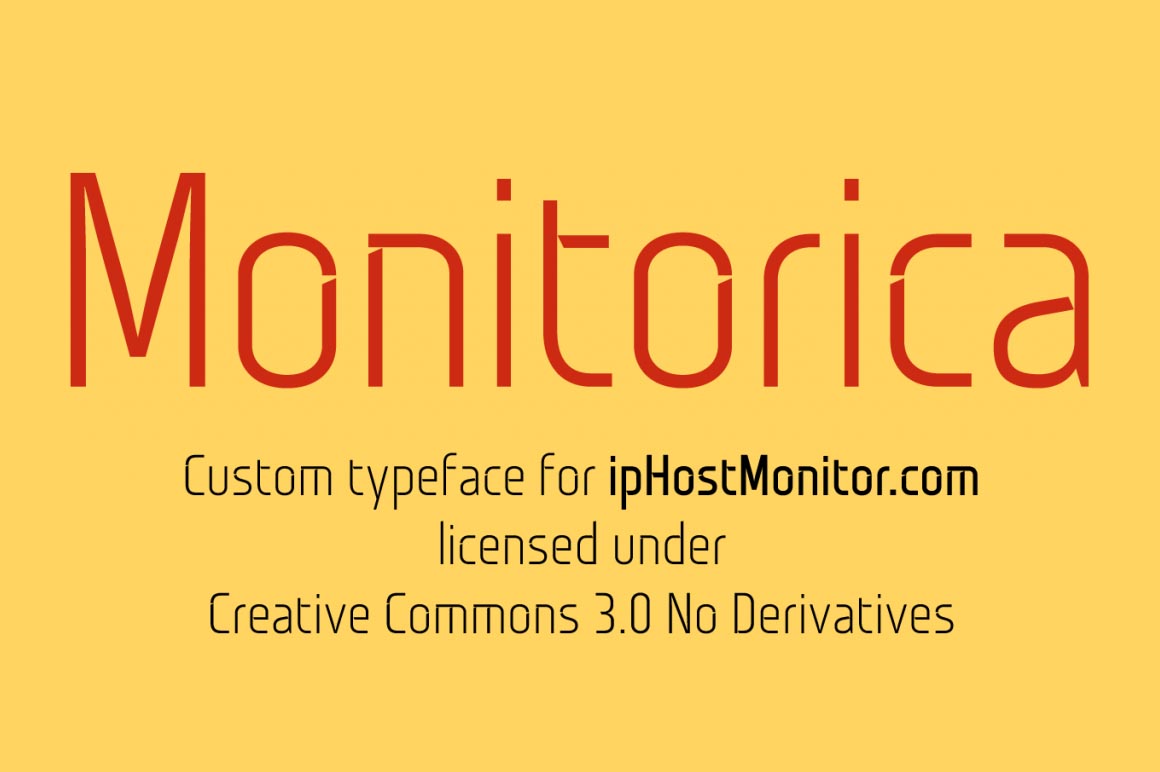 Monitorica
Custom typeface for ipHostMonitor.com
licensed under
Creative Commons 3.0 No Derivatives